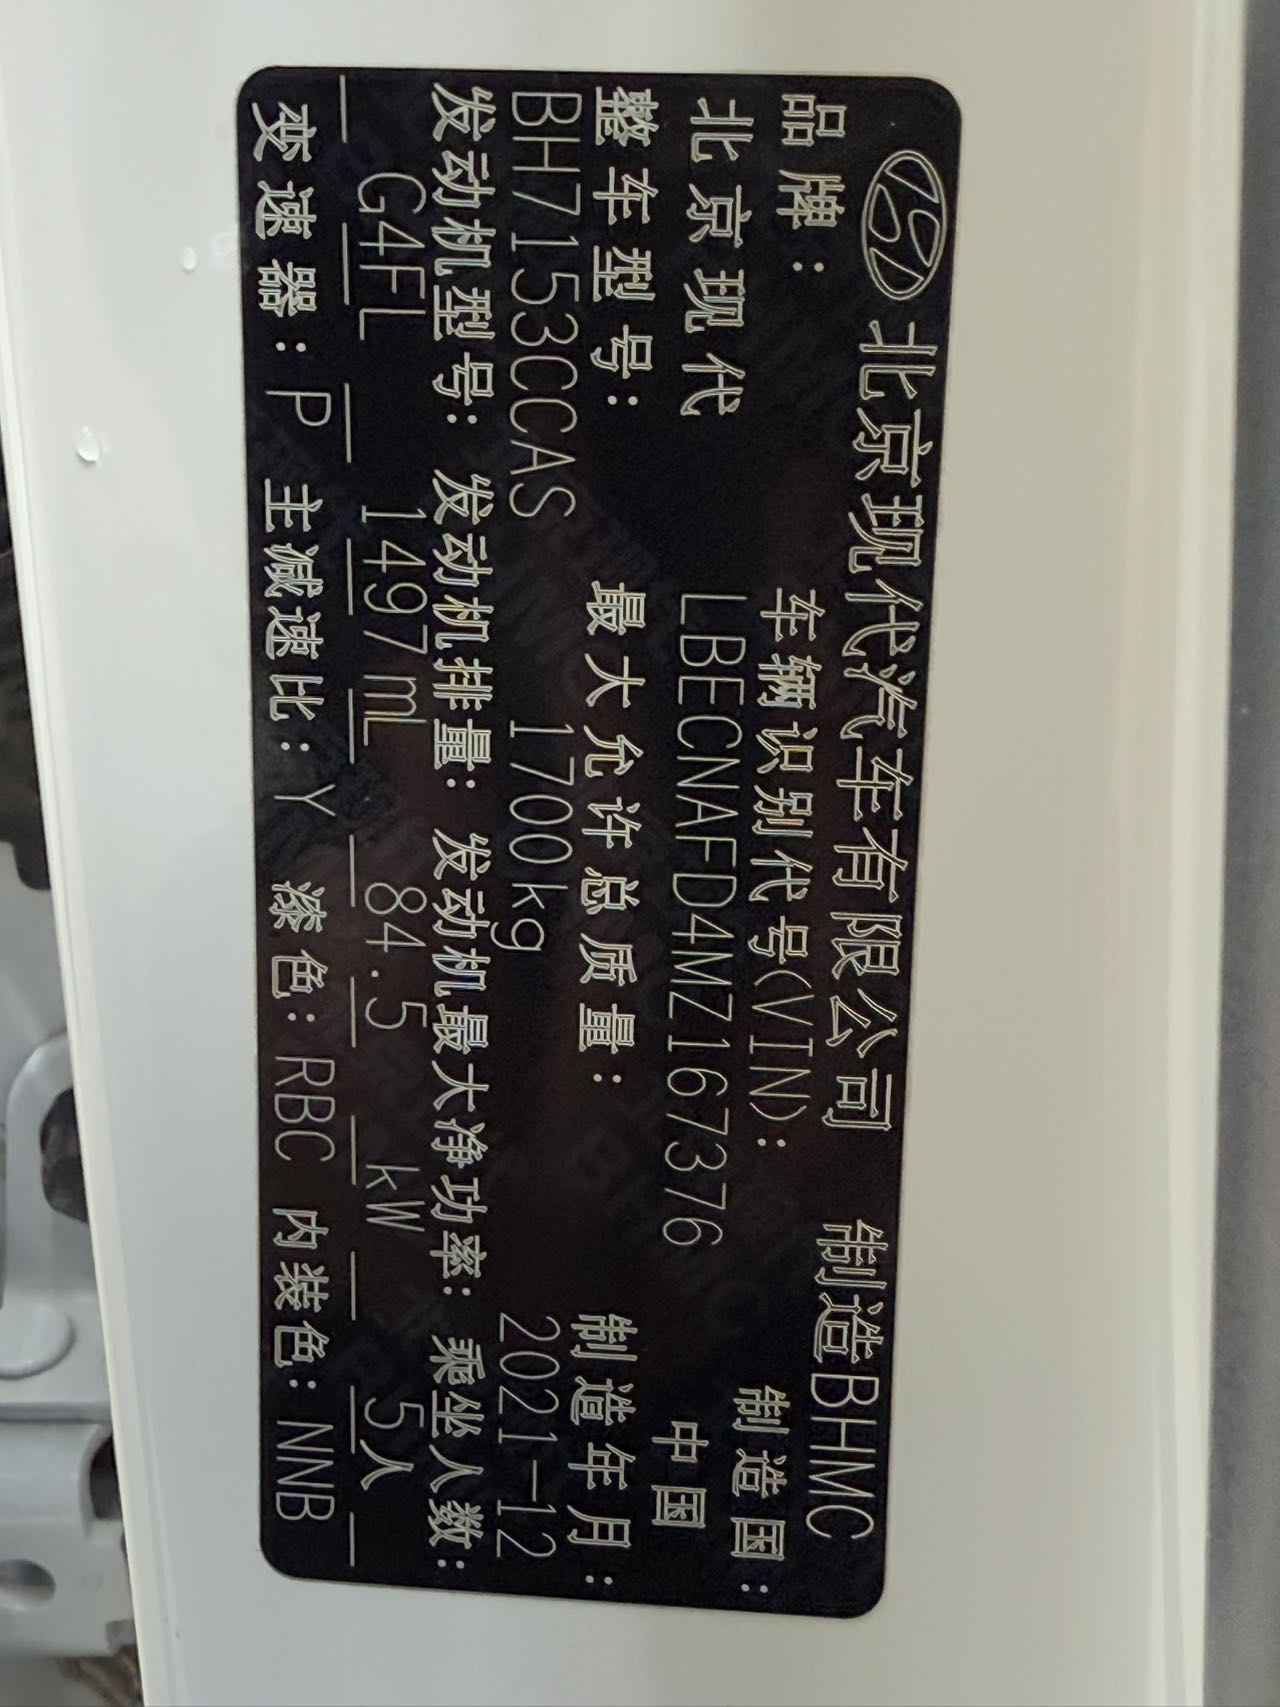 北京现代汽车有限公司 制造BHMC
品牌： 车辆识别代号(VIN)： 制造国：
北京现代 LBECNAFD4MZ167376 中国
整车型号： 最大允许总质量： 制造年月：
BH7153CCAS 1700kg 2021-12
发动机型号： 发动机排量： 发动机最大净功率： 乘坐人数：
G4FL 1497mL 84.5 kW 5人
变速器：P 主减速比：Y 漆色：RBC 内装色：NNB